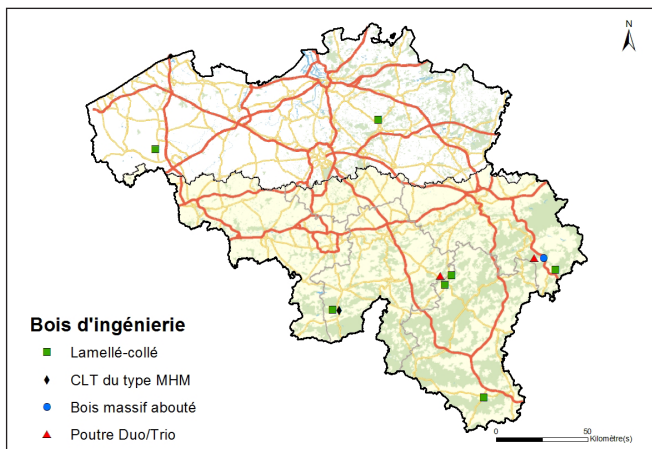 N
Bois d'ingénierie
Lamellé-collé
CLT du type MHM
Bois massif abouté
Poutre Duo/Trio
0 50
Kilomètre(s)